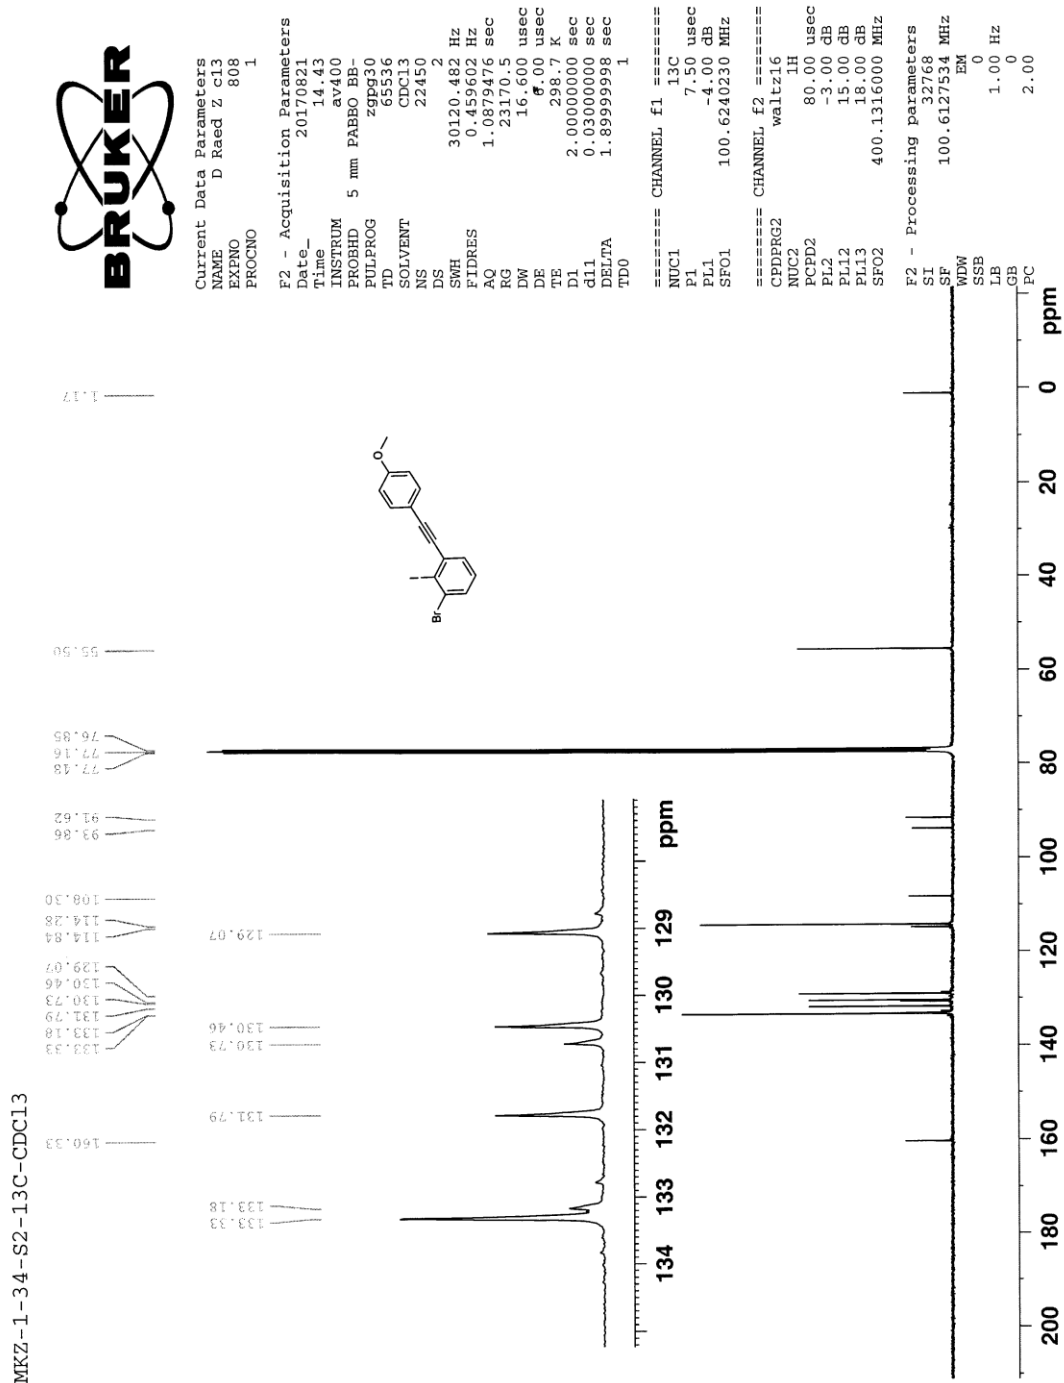 MKZ-1-34-S2-13C-CDCl3
160.33
133.33
133.18
131.79
130.73
130.46
129.07
114.84
114.28
108.30
93.86
91.62
77.48
77.16
76.85
55.50
1.17
133.33
133.18
131.79
130.73
130.46
129.07
134 133 132 131 130 129 ppm
Br
I
O
200 180 160 140 120 100 80 60 40 20 0 ppm
BRUKER
Current Data Parameters
NAME D Raed Z c13
EXPNO 808
PROCNO 1
F2 - Acquisition Parameters
Date_ 20170821
Time 14.43
INSTRUM av400
PROBHD 5 mm PABBO BB-
PULPROG zgpg30
TD 65536
SOLVENT CDCl3
NS 22450
DS 2
SWH 30120.482 Hz
FIDRES 0.459602 Hz
AQ 1.0879476 sec
RG 23170.5
DW 16.600 usec
DE 6.00 usec
TE 298.7 K
D1 2.00000000 sec
d11 0.03000000 sec
DELTA 1.89999998 sec
TD0 1
======== CHANNEL f1 ========
NUC1 13C
P1 7.50 usec
PL1 -4.00 dB
SFO1 100.6240230 MHz
======== CHANNEL f2 ========
CPDPRG2 waltz16
NUC2 1H
PCPD2 80.00 usec
PL2 -3.00 dB
PL12 15.00 dB
PL13 18.00 dB
SFO2 400.1316000 MHz
F2 - Processing parameters
SI 32768
SF 100.6127534 MHz
WDW EM
SSB 0
LB 1.00 Hz
GB 0
PC 2.00